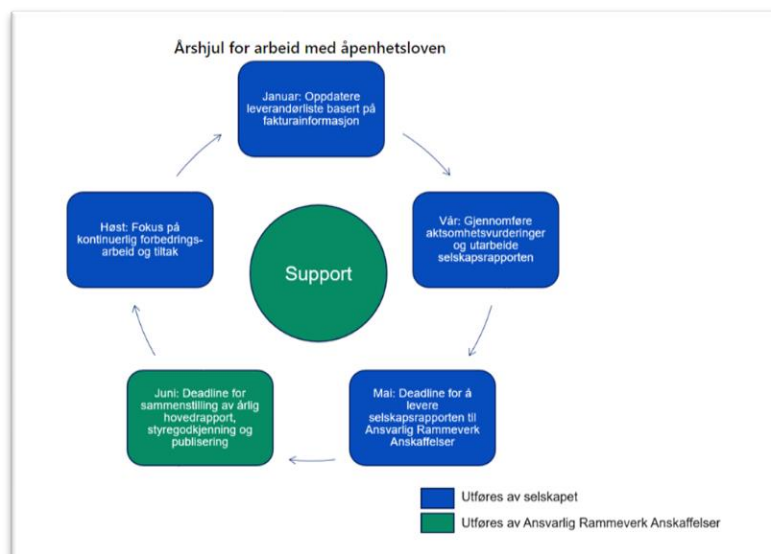 Årshjul for arbeid med åpenhetsloven
Januar: Oppdatere
leverandørliste basert på
fakturainformasjon
Vår: Gjennomføre
aktsomhetsvurderinger
og utarbeide
selskapsrapporten
Mai: Deadline for å
levere
selskapsrapporten til
Ansvarlig Rammeverk
Anskaffelser
Juni: Deadline for
sammenstilling av årlig
hovedrapport,
styregodkjenning og
publisering
Høst: Fokus på
kontinuerlig forbedrings-
arbeid og tiltak
Support
Utføres av selskapet
Utføres av Ansvarlig Rammeverk Anskaffelser